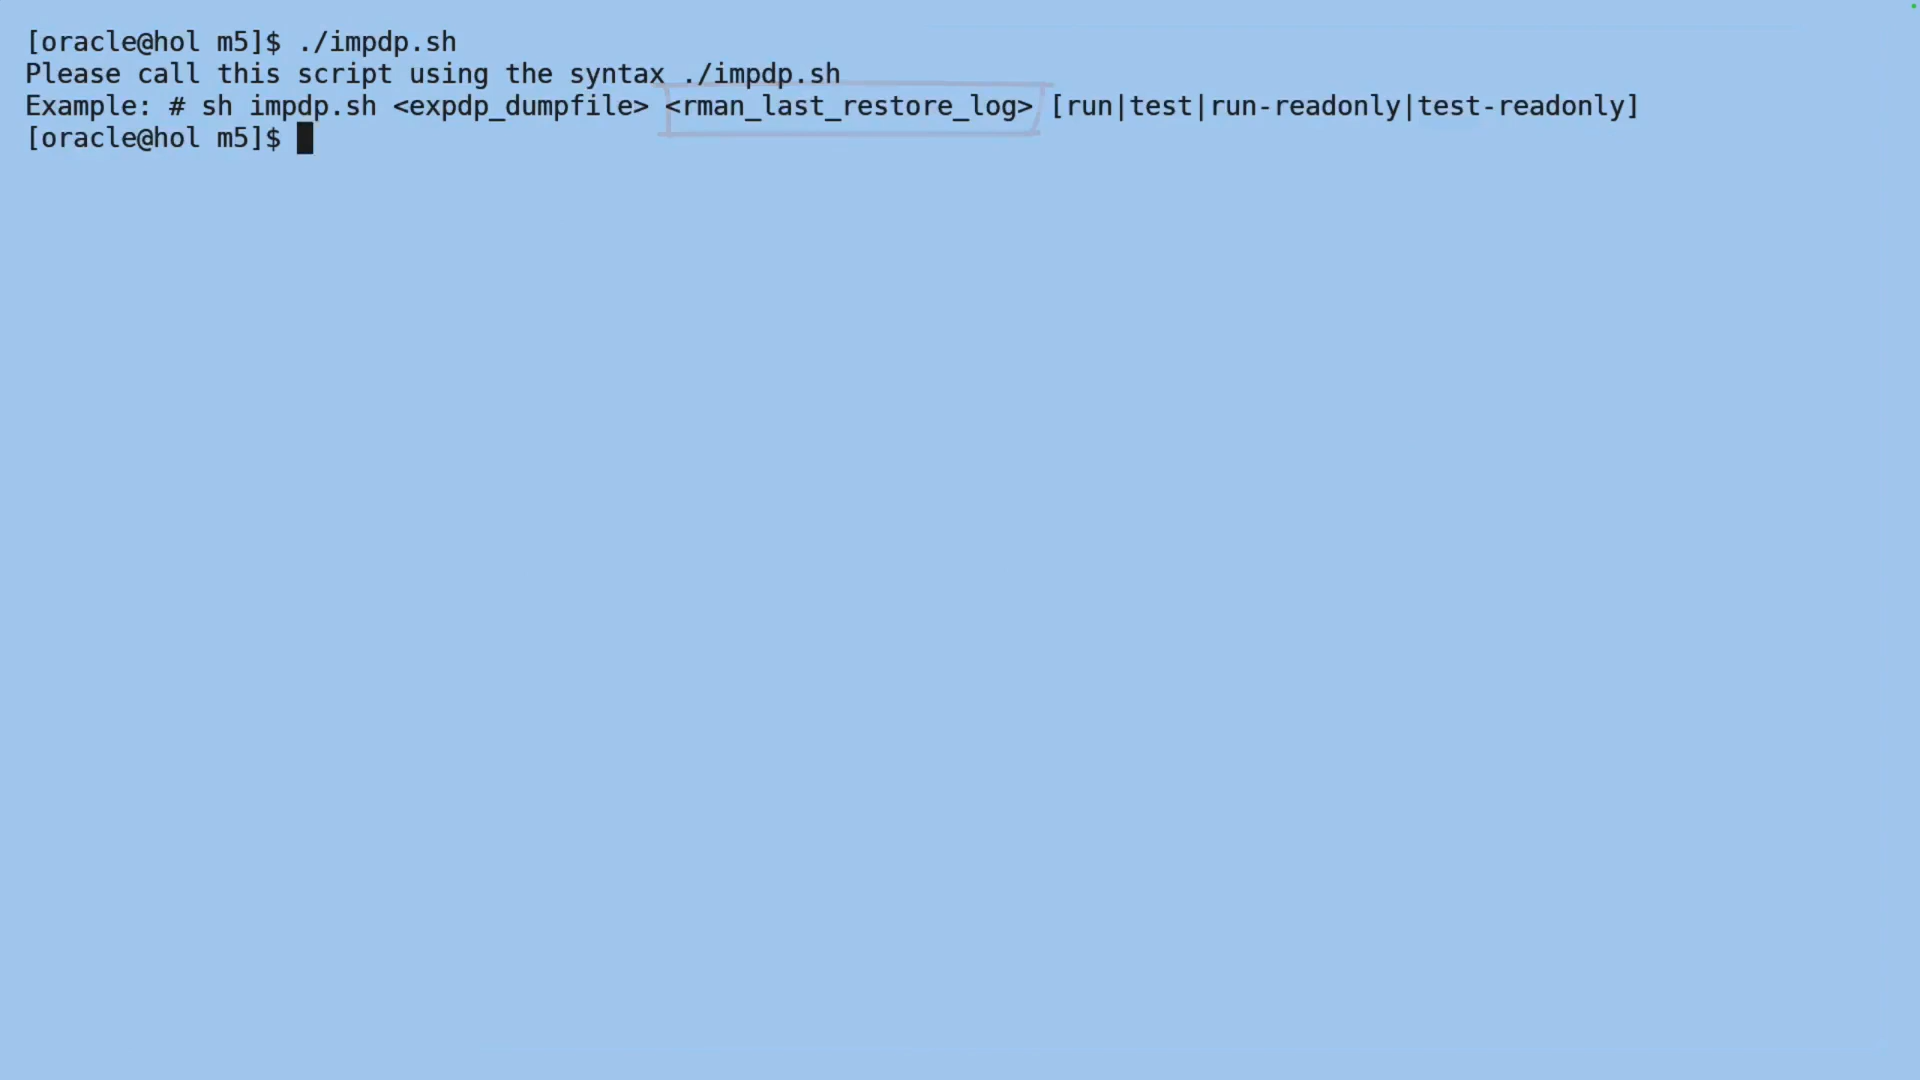 [oracle@hol m5]$ ./impdp.sh
Please call this script using the syntax ./impdp.sh
Example: # sh impdp.sh <expdp_dumpfile> <rman_last_restore_log> [run|test|run-readonly|test-readonly]
[oracle@hol m5]$